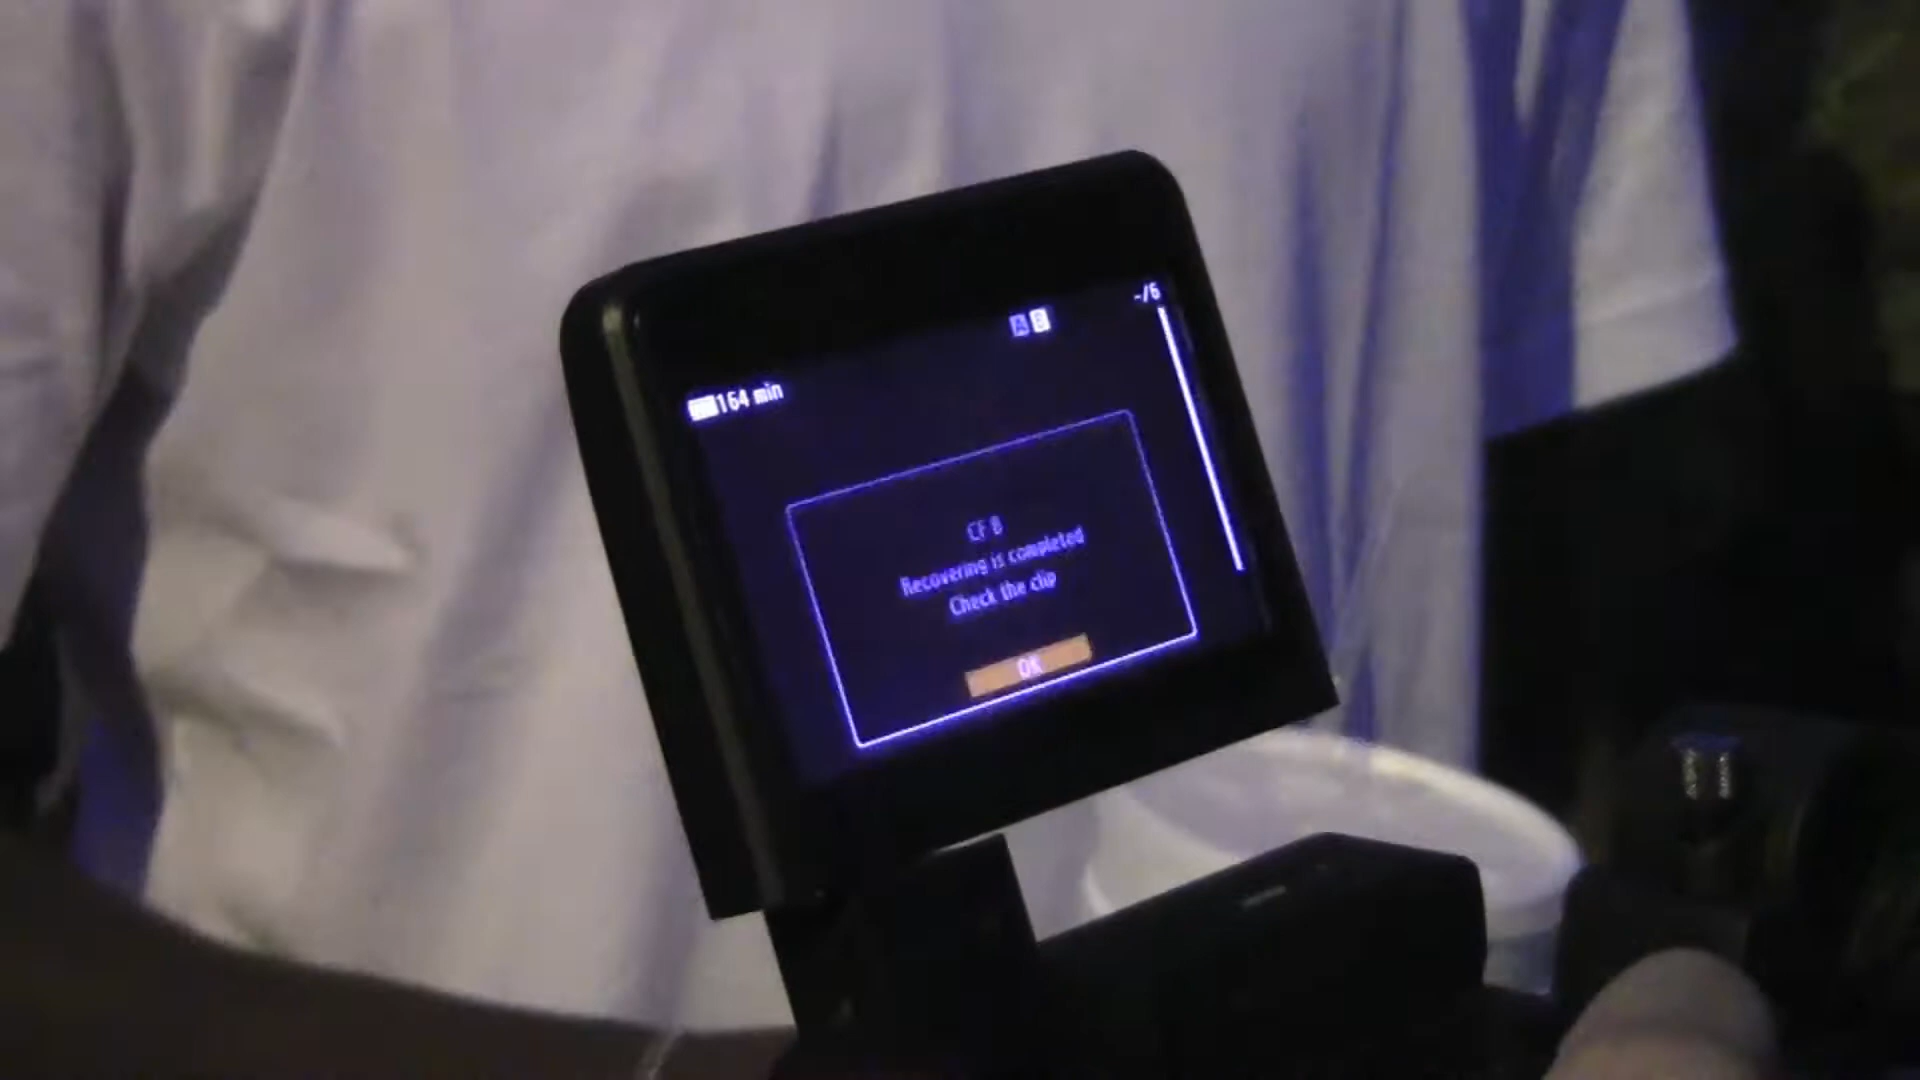 -/6
A B
164 min
CF B
Recovering is completed
Check the clip
OK